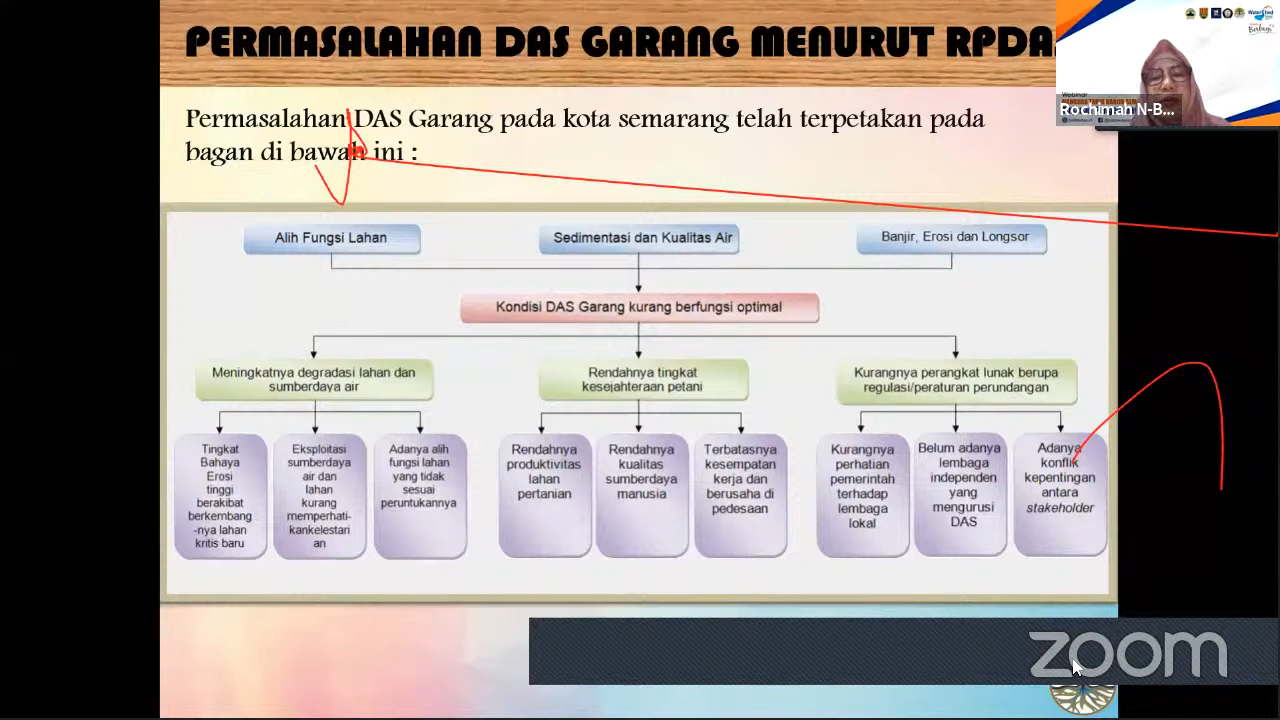 PERMASALAHAN DAS GARANG MENURUT RPDAS
Permasalahan DAS Garang pada kota semarang telah terpetakan pada
bagan di bawah ini :
Alih Fungsi Lahan
Sedimentasi dan Kualitas Air
Banjir, Erosi dan Longsor
Kondisi DAS Garang kurang berfungsi optimal
Meningkatnya degradasi lahan dan
sumberdaya air
Rendahnya tingkat
kesejahteraan petani
Kurangnya perangkat lunak berupa
regulasi/peraturan perundangan
Tingkat
Bahaya
Erosi
tinggi
berakibat
berkembang
-nya lahan
kritis baru
Eksploitasi
sumberdaya
air dan
lahan
kurang
memperhati-
kankelestari
an
Adanya alih
fungsi lahan
yang tidak
sesuai
peruntukannya
Rendahnya
produktivitas
lahan
pertanian
Rendahnya
kualitas
sumberdaya
manusia
Terbatasnya
kesempatan
kerja dan
berusaha di
pedesaan
Kurangnya
perhatian
pemerintah
terhadap
lembaga
lokal
Belum adanya
lembaga
independen
yang
mengurusi
DAS
Adanya
konflik
kepentingan
antara
stakeholder
Watershed
Berbagi
Webinar
Rochimah N-B...
zoom